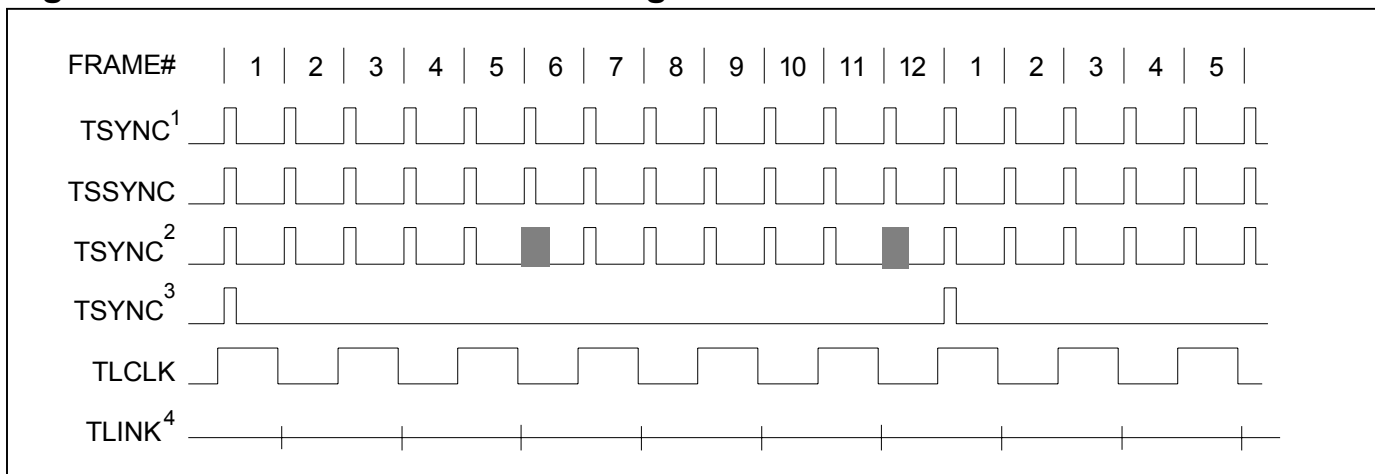 FRAME# 1 2 3 4 5 6 7 8 9 10 11 12 1 2 3 4 5
TSYNC¹
TSSYNC
TSYNC²
TSYNC³
TLCLK
TLINK⁴